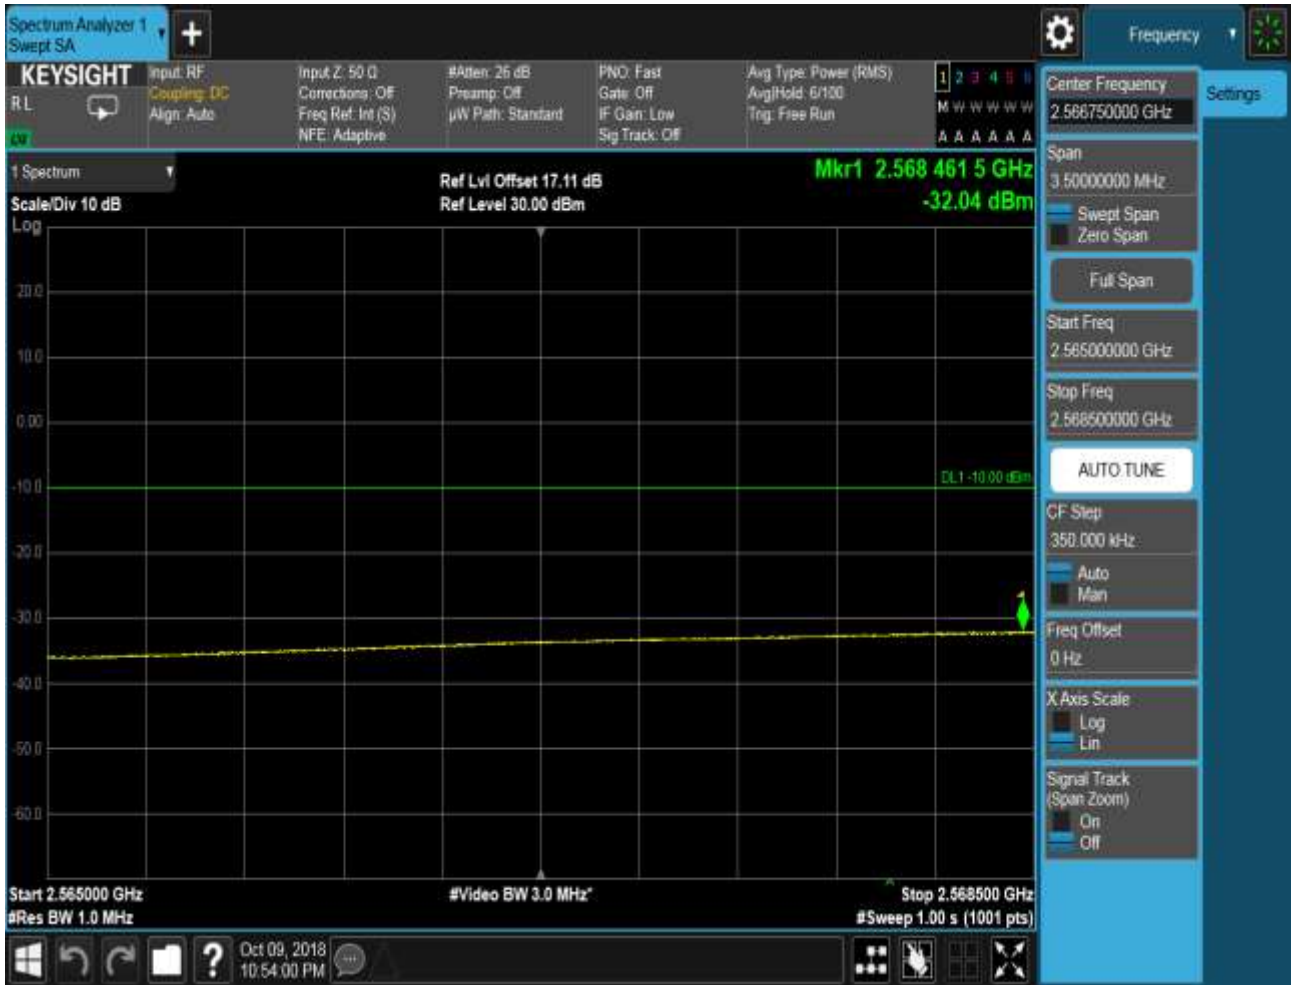 Spectrum Analyzer 1
Swept SA
+
Frequency
KEYSIGHT
R L
LW
Input: RF
Coupling: DC
Align: Auto
Input Z: 50 Ω
Corrections: Off
Freq Ref: Int (S)
NFE: Adaptive
#Atten: 26 dB
Preamp: Off
µW Path: Standard
PNO: Fast
Gate: Off
IF Gain: Low
Sig Track: Off
Avg Type: Power (RMS)
Avg|Hold: 6/100
Trig: Free Run
1 2 3 4 5 6
M W W W W W
A A A A A A
1 Spectrum
Scale/Div 10 dB
Ref Lvl Offset 17.11 dB
Ref Level 30.00 dBm
Mkr1 2.568 461 5 GHz
-32.04 dBm
Log
20.0
10.0
0.00
-10.0
-20.0
-30.0
-40.0
-50.0
-60.0
DL1 -10.00 dBm
1
Start 2.565000 GHz
#Res BW 1.0 MHz
#Video BW 3.0 MHz*
Stop 2.568500 GHz
#Sweep 1.00 s (1001 pts)
Center Frequency
2.566750000 GHz
Settings
Span
3.50000000 MHz
Swept Span
Zero Span
Full Span
Start Freq
2.565000000 GHz
Stop Freq
2.568500000 GHz
AUTO TUNE
CF Step
350.000 kHz
Auto
Man
Freq Offset
0 Hz
X Axis Scale
Log
Lin
Signal Track
(Span Zoom)
On
Off
?
Oct 09, 2018
10:54:00 PM